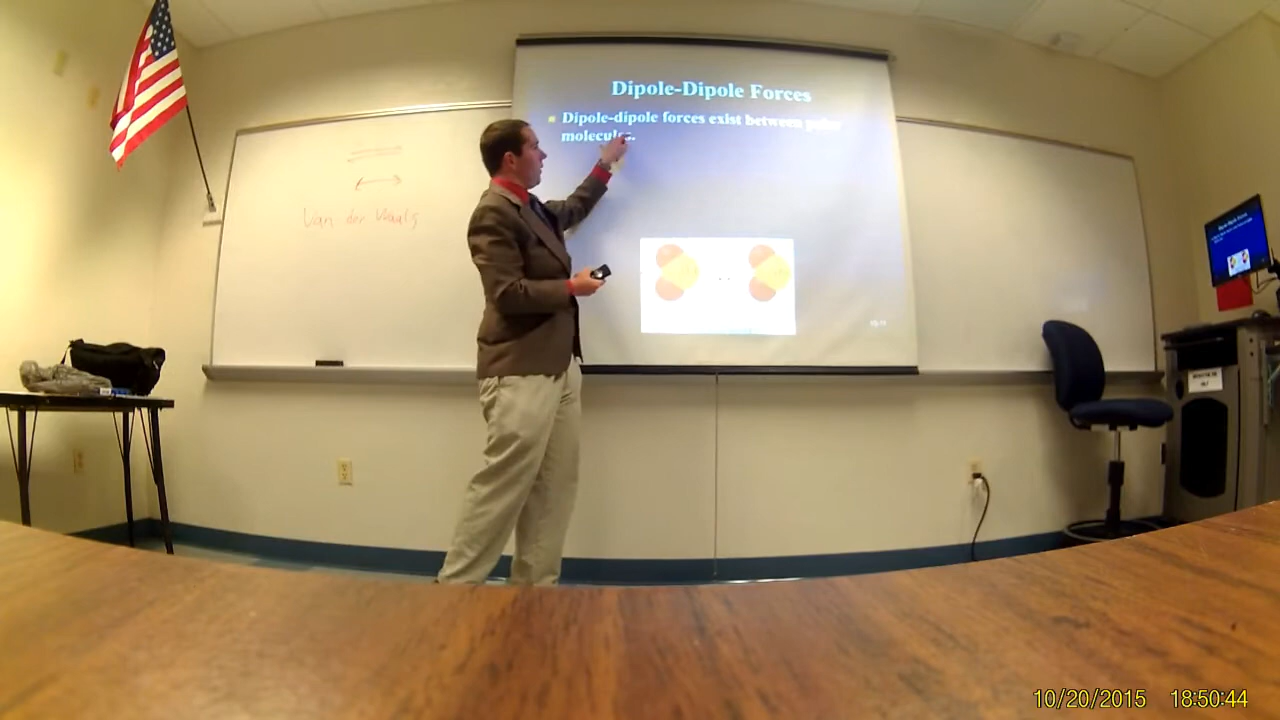 Dipole-Dipole Forces
Dipole-dipole forces exist between polar
molecules.
Van der Waals
10/20/2015 18:50:44